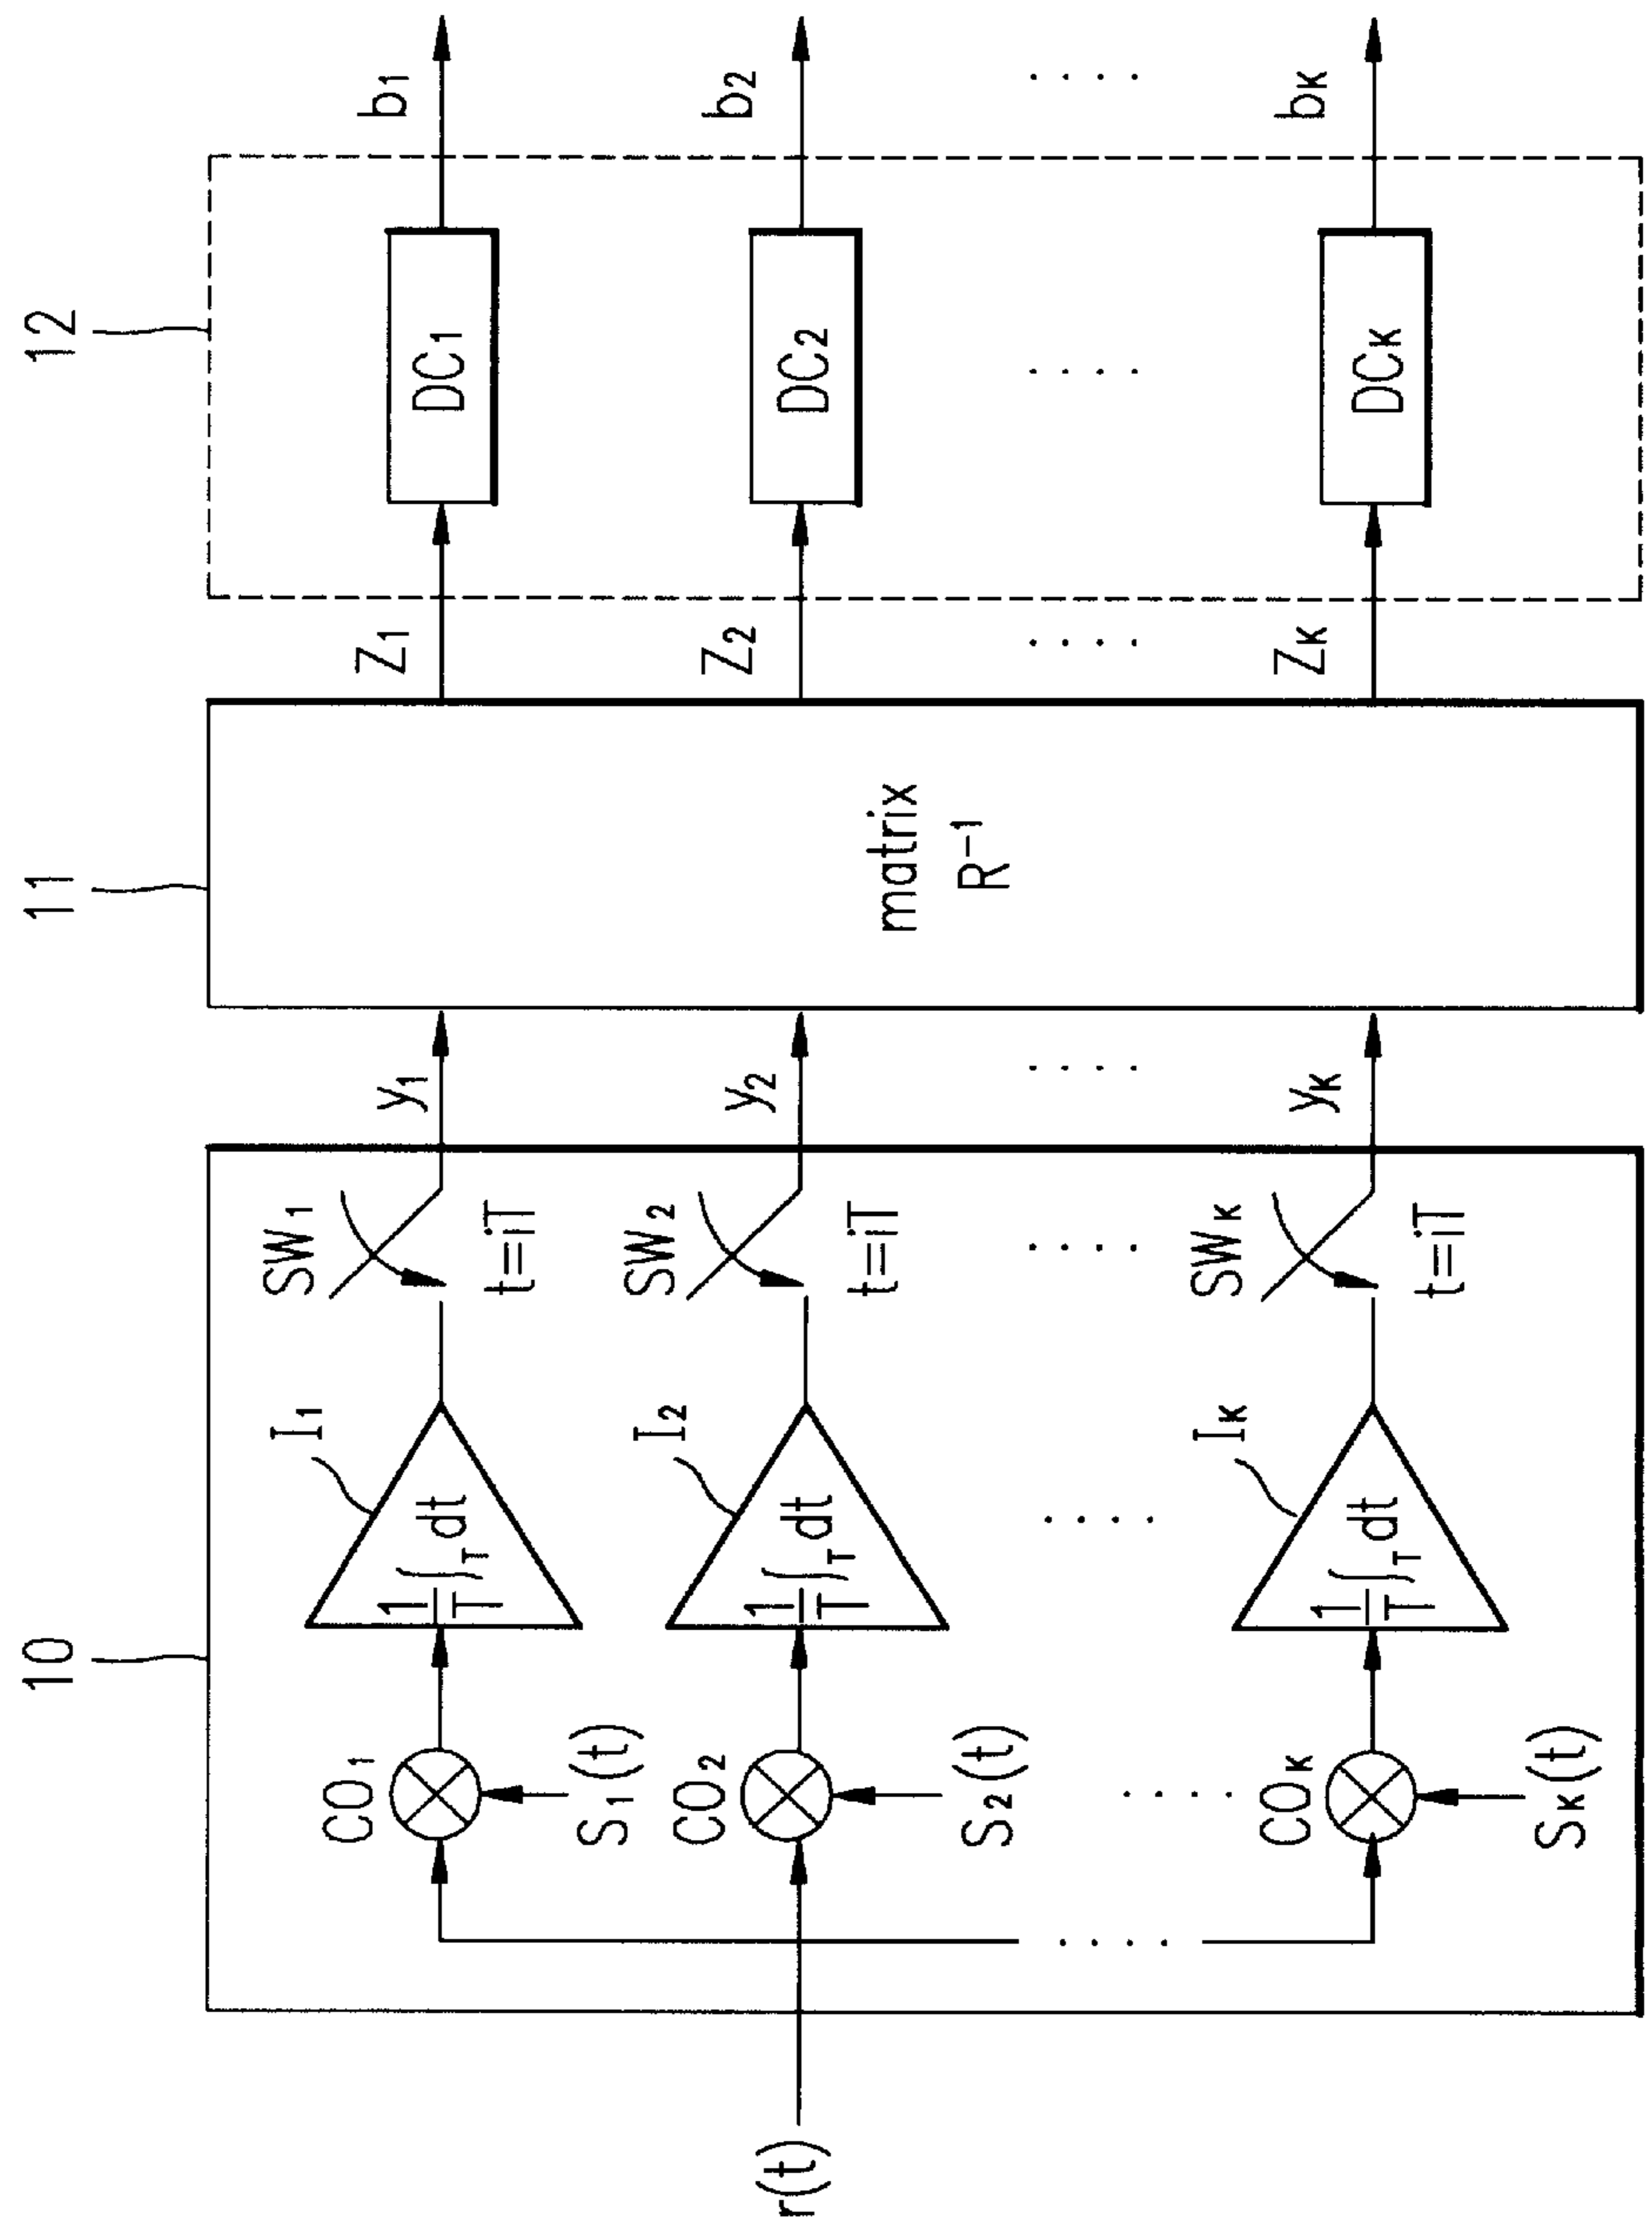 10
11
12
r(t)
CO₁
S₁(t)
I₁
1/T ∫T dt
SW₁
t=iT
y₁
Z₁
DC₁
b₁
CO₂
S₂(t)
I₂
1/T ∫T dt
SW₂
t=iT
y₂
matrix
R⁻¹
Z₂
DC₂
b₂
. . . .
. . . .
. . . .
. . . .
. . . .
. . . .
. . . .
. . . .
COK
SK(t)
IK
1/T ∫T dt
SWK
t=iT
yK
ZK
DCK
bK